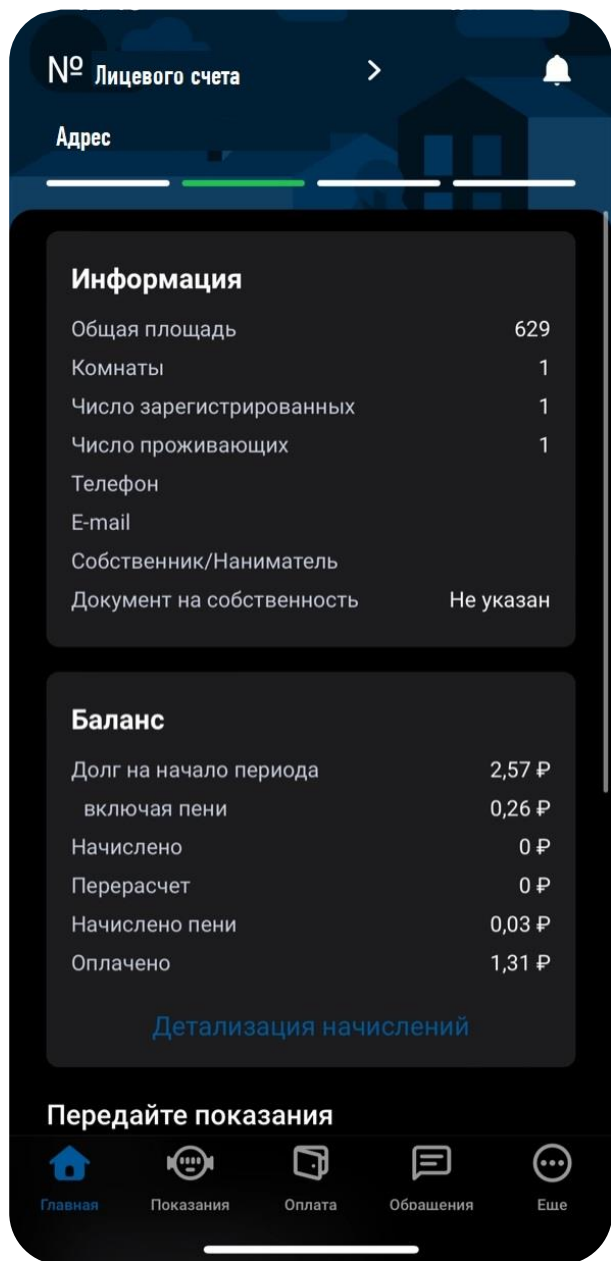 № Лицевого счета
Адрес
Информация
Общая площадь 629
Комнаты 1
Число зарегистрированных 1
Число проживающих 1
Телефон
E-mail
Собственник/Наниматель
Документ на собственность Не указан
Баланс
Долг на начало периода 2,57 ₽
включая пени 0,26 ₽
Начислено 0 ₽
Перерасчет 0 ₽
Начислено пени 0,03 ₽
Оплачено 1,31 ₽
Детализация начислений
Передайте показания
Главная Показания Оплата Обращения Еще